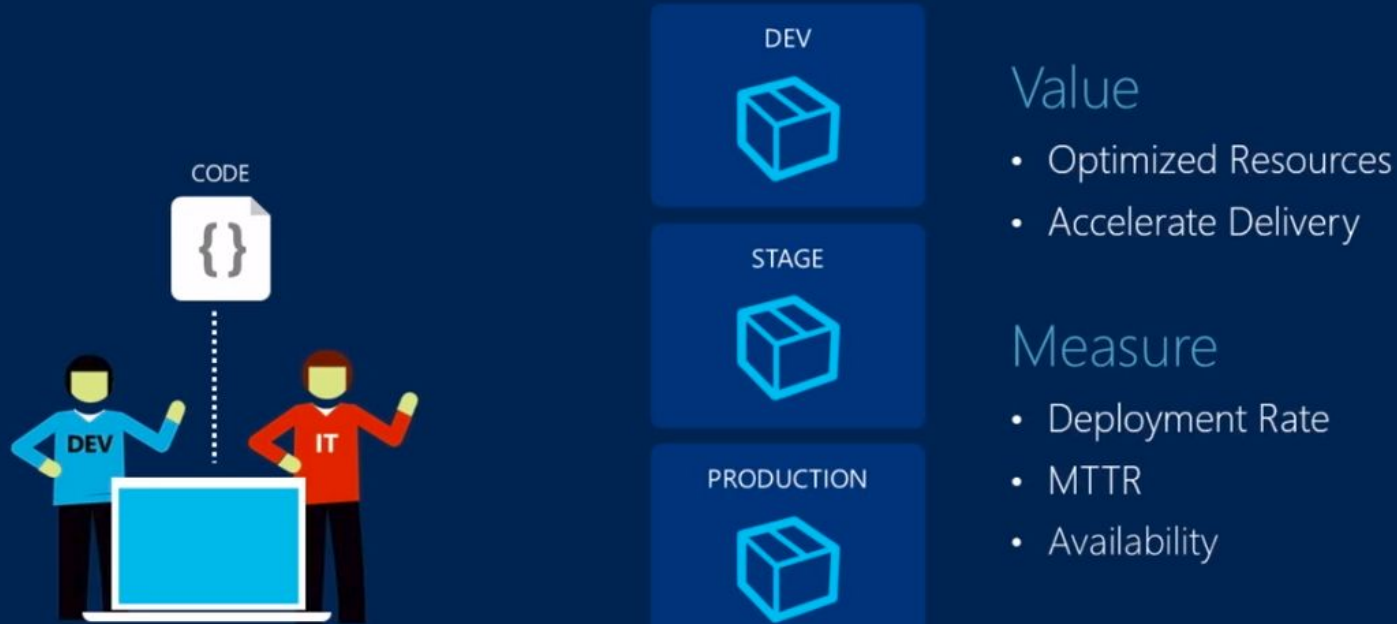 CODE
{}
DEV
IT
DEV
STAGE
PRODUCTION
Value
• Optimized Resources
• Accelerate Delivery
Measure
• Deployment Rate
• MTTR
• Availability